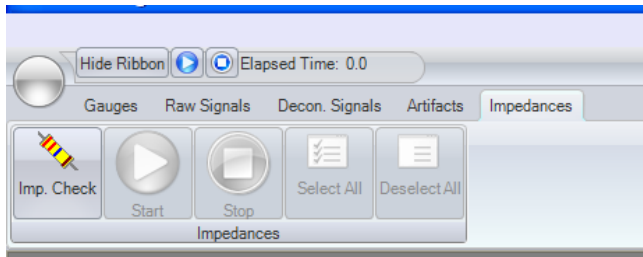 Hide Ribbon Elapsed Time: 0.0
Gauges Raw Signals Decon. Signals Artifacts Impedances
Imp. Check Start Stop Select All Deselect All
Impedances